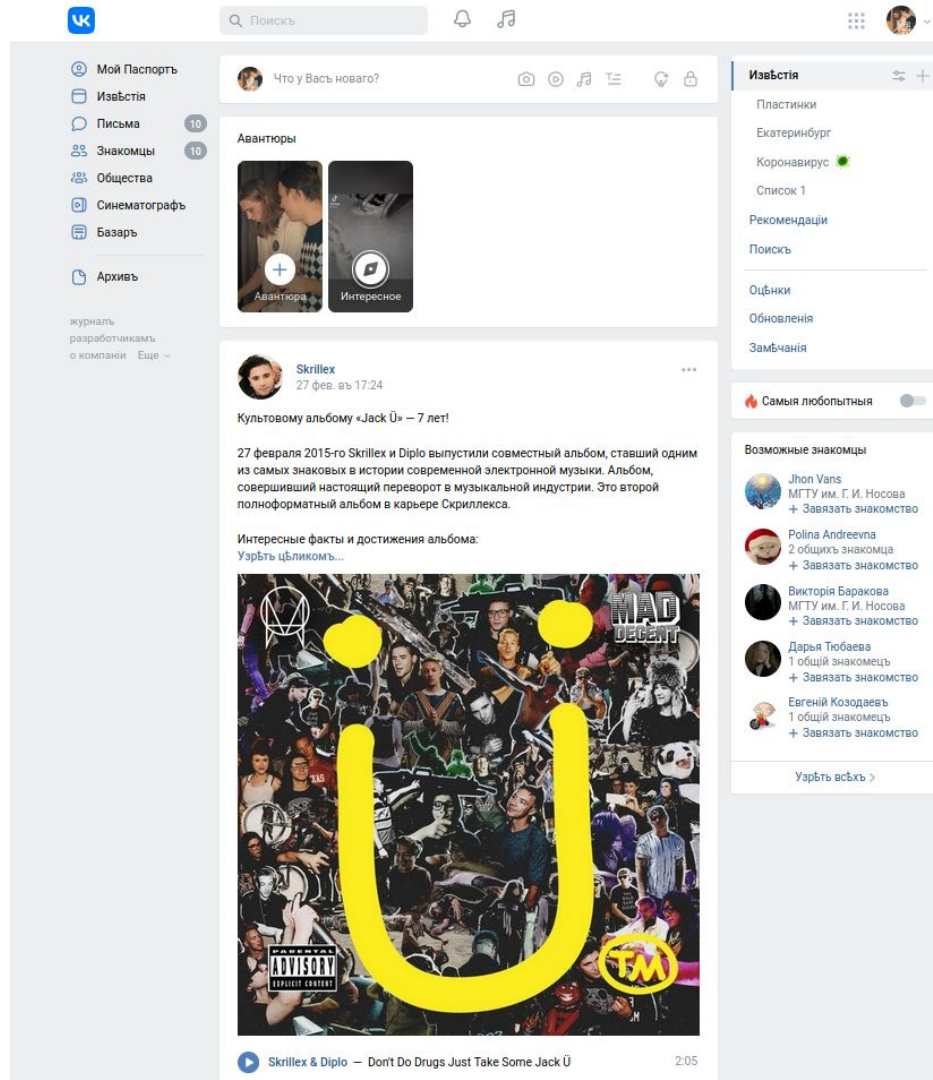 Поискъ
Мой Паспортъ
Извѣстія
Письма 10
Знакомцы 10
Общества
Синематографъ
Базаръ
Архивъ
журналъ
разработчикамъ
о компаніи Еще
Что у Васъ новаго?
Авантюры
Авантюра
Интересное
Skrillex
27 фев. въ 17:24
Культовому альбому «Jack Ü» — 7 лет!
27 февраля 2015-го Skrillex и Diplo выпустили совместный альбом, ставший одним
из самых знаковых в истории современной электронной музыки. Альбом,
совершивший настоящий переворот в музыкальной индустрии. Это второй
полноформатный альбом в карьере Скриллекса.
Интересные факты и достижения альбома:
Узрѣть цѣликомъ...
MAD
DECENT
Ü
TEXAS
PARENTAL
ADVISORY
EXPLICIT CONTENT
TM
Skrillex & Diplo — Don't Do Drugs Just Take Some Jack Ü 2:05
Извѣстія
Пластинки
Екатеринбург
Коронавирус
Список 1
Рекомендаціи
Поискъ
Оцѣнки
Обновленія
Замѣчанія
Самыя любопытныя
Возможные знакомцы
Jhon Vans
МГТУ им. Г. И. Носова
+ Завязать знакомство
Polina Andreevna
2 общихъ знакомца
+ Завязать знакомство
Викторія Баракова
МГТУ им. Г. И. Носова
+ Завязать знакомство
Дарья Тюбаева
1 общій знакомецъ
+ Завязать знакомство
Евгеній Козодаевъ
1 общій знакомецъ
+ Завязать знакомство
Узрѣть всѣхъ >